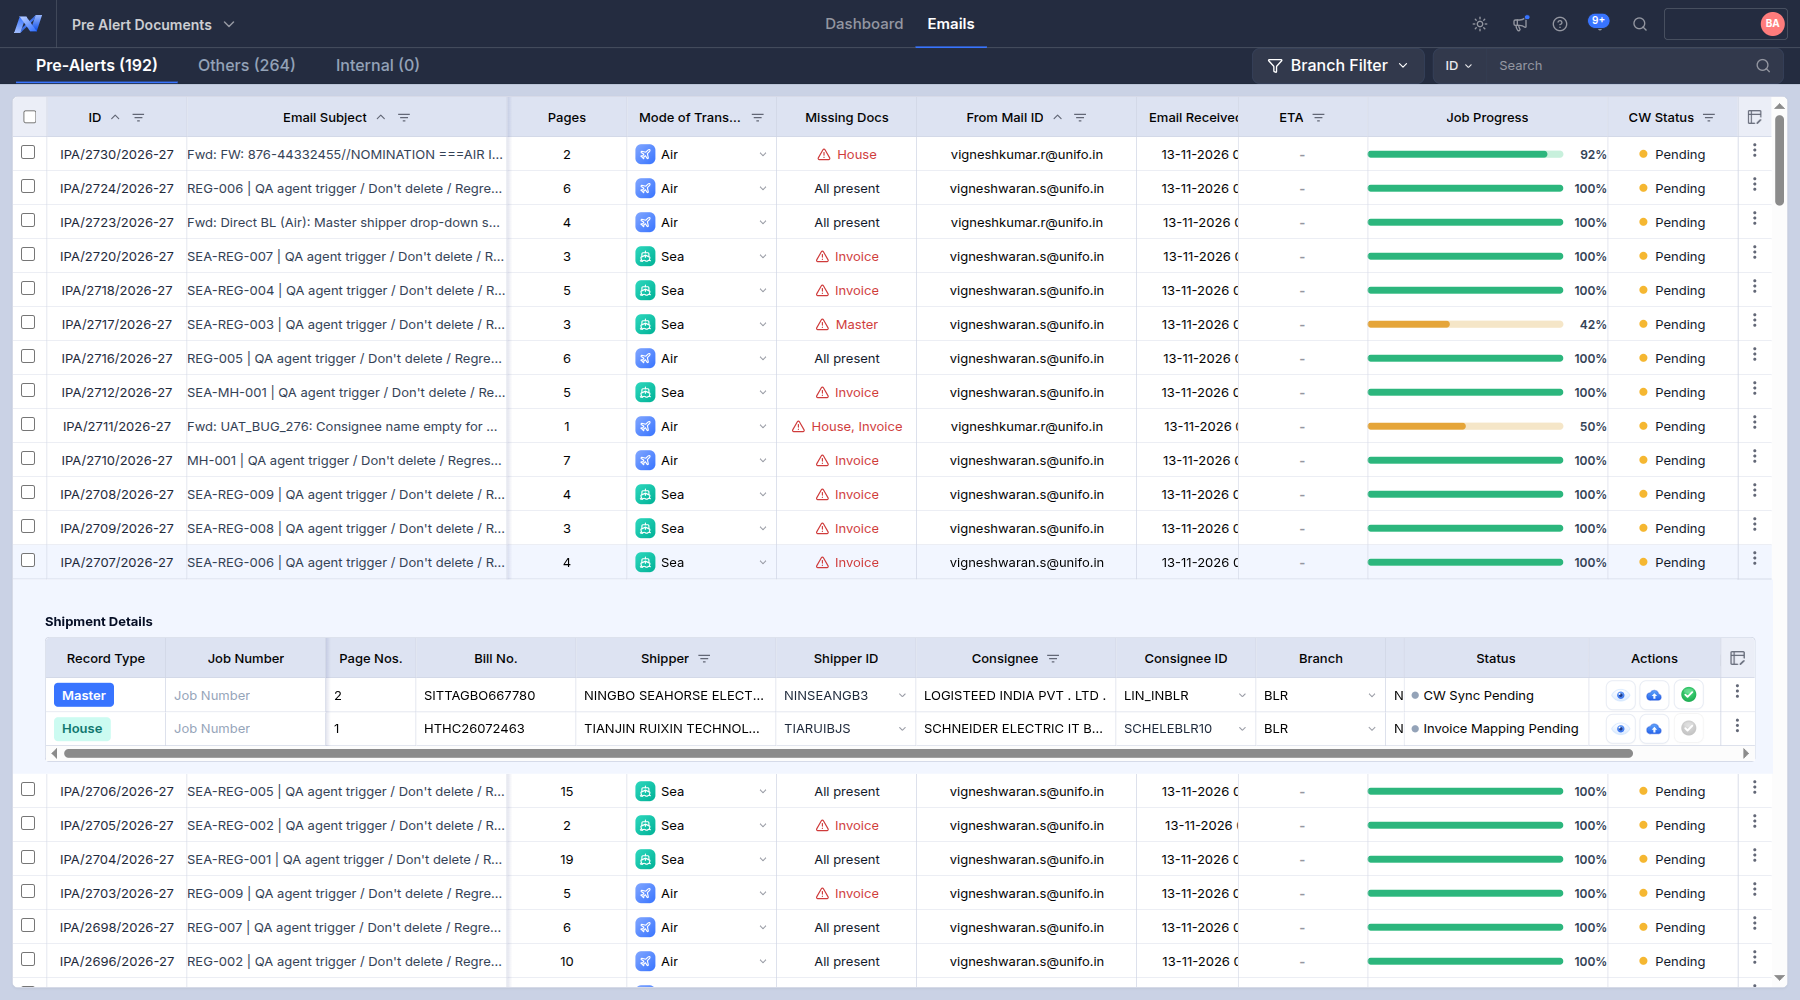 Pre Alert Documents Dashboard Emails 9+ BA
Pre-Alerts (192) Others (264) Internal (0) Branch Filter ID Search
ID Email Subject Pages Mode of Trans... Missing Docs From Mail ID Email Received ETA Job Progress CW Status
IPA/2730/2026-27 Fwd: FW: 876-44332455//NOMINATION ===AIR I... 2 Air House vigneshkumar.r@unifo.in 13-11-2026 0 - 92% Pending
IPA/2724/2026-27 REG-006 | QA agent trigger / Don't delete / Regre... 6 Air All present vigneshwaran.s@unifo.in 13-11-2026 0 - 100% Pending
IPA/2723/2026-27 Fwd: Direct BL (Air): Master shipper drop-down s... 4 Air All present vigneshkumar.r@unifo.in 13-11-2026 0 - 100% Pending
IPA/2720/2026-27 SEA-REG-007 | QA agent trigger / Don't delete / R... 3 Sea Invoice vigneshwaran.s@unifo.in 13-11-2026 0 - 100% Pending
IPA/2718/2026-27 SEA-REG-004 | QA agent trigger / Don't delete / R... 5 Sea Invoice vigneshwaran.s@unifo.in 13-11-2026 0 - 100% Pending
IPA/2717/2026-27 SEA-REG-003 | QA agent trigger / Don't delete / R... 3 Sea Master vigneshwaran.s@unifo.in 13-11-2026 0 - 42% Pending
IPA/2716/2026-27 REG-005 | QA agent trigger / Don't delete / Regre... 6 Air All present vigneshwaran.s@unifo.in 13-11-2026 0 - 100% Pending
IPA/2712/2026-27 SEA-MH-001 | QA agent trigger / Don't delete / Re... 5 Sea Invoice vigneshwaran.s@unifo.in 13-11-2026 0 - 100% Pending
IPA/2711/2026-27 Fwd: UAT_BUG_276: Consignee name empty for ... 1 Air House, Invoice vigneshkumar.r@unifo.in 13-11-2026 0 - 50% Pending
IPA/2710/2026-27 MH-001 | QA agent trigger / Don't delete / Regres... 7 Air Invoice vigneshwaran.s@unifo.in 13-11-2026 0 - 100% Pending
IPA/2708/2026-27 SEA-REG-009 | QA agent trigger / Don't delete / R... 4 Sea Invoice vigneshwaran.s@unifo.in 13-11-2026 0 - 100% Pending
IPA/2709/2026-27 SEA-REG-008 | QA agent trigger / Don't delete / R... 3 Sea Invoice vigneshwaran.s@unifo.in 13-11-2026 0 - 100% Pending
IPA/2707/2026-27 SEA-REG-006 | QA agent trigger / Don't delete / R... 4 Sea Invoice vigneshwaran.s@unifo.in 13-11-2026 0 - 100% Pending
Shipment Details
Record Type Job Number Page Nos. Bill No. Shipper Shipper ID Consignee Consignee ID Branch Status Actions
Master Job Number 2 SITTAGBO667780 NINGBO SEAHORSE ELECT... NINSEANGB3 LOGISTEED INDIA PVT . LTD . LIN_INBLR BLR N CW Sync Pending
House Job Number 1 HTHC26072463 TIANJIN RUIXIN TECHNOL... TIARUIBJS SCHNEIDER ELECTRIC IT B... SCHELEBLR10 BLR N Invoice Mapping Pending
IPA/2706/2026-27 SEA-REG-005 | QA agent trigger / Don't delete / R... 15 Sea All present vigneshwaran.s@unifo.in 13-11-2026 0 - 100% Pending
IPA/2705/2026-27 SEA-REG-002 | QA agent trigger / Don't delete / R... 2 Sea Invoice vigneshwaran.s@unifo.in 13-11-2026 - 100% Pending
IPA/2704/2026-27 SEA-REG-001 | QA agent trigger / Don't delete / R... 19 Sea All present vigneshwaran.s@unifo.in 13-11-2026 0 - 100% Pending
IPA/2703/2026-27 REG-009 | QA agent trigger / Don't delete / Regre... 5 Air Invoice vigneshwaran.s@unifo.in 13-11-2026 0 - 100% Pending
IPA/2698/2026-27 REG-007 | QA agent trigger / Don't delete / Regre... 6 Air All present vigneshwaran.s@unifo.in 13-11-2026 0 - 100% Pending
IPA/2696/2026-27 REG-002 | QA agent trigger / Don't delete / Regre... 10 Air All present vigneshwaran.s@unifo.in 13-11-2026 0 - 100% Pending